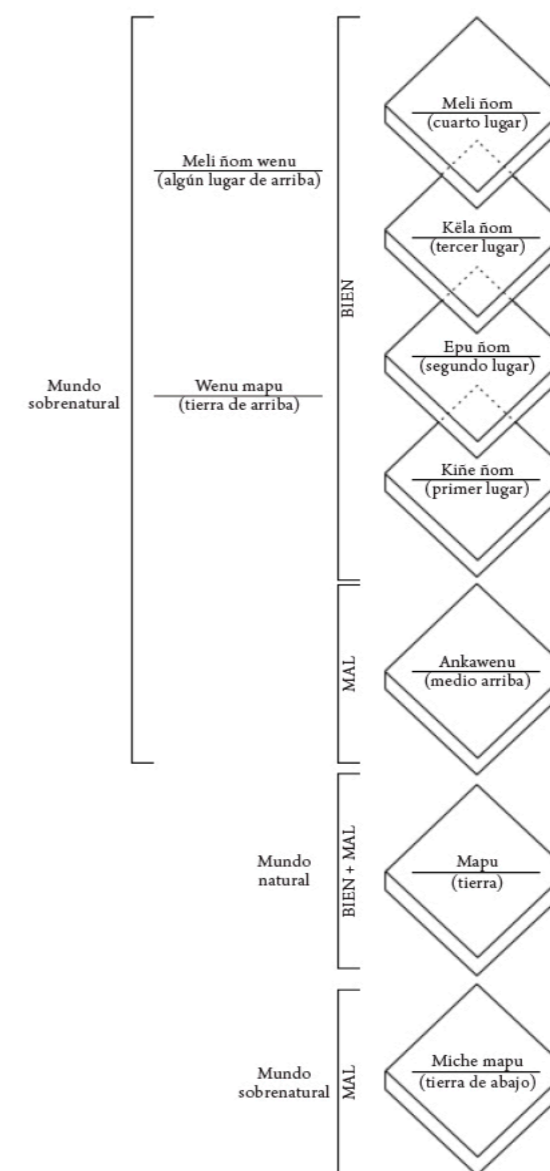 Meli ñom
(cuarto lugar)
Meli ñom wenu
(algún lugar de arriba)
Këla ñom
(tercer lugar)
BIEN
Epu ñom
(segundo lugar)
Mundo
sobrenatural
Wenu mapu
(tierra de arriba)
Kiñe ñom
(primer lugar)
MAL
Ankawenu
(medio arriba)
Mundo
natural
BIEN + MAL
Mapu
(tierra)
Mundo
sobrenatural
MAL
Miche mapu
(tierra de abajo)